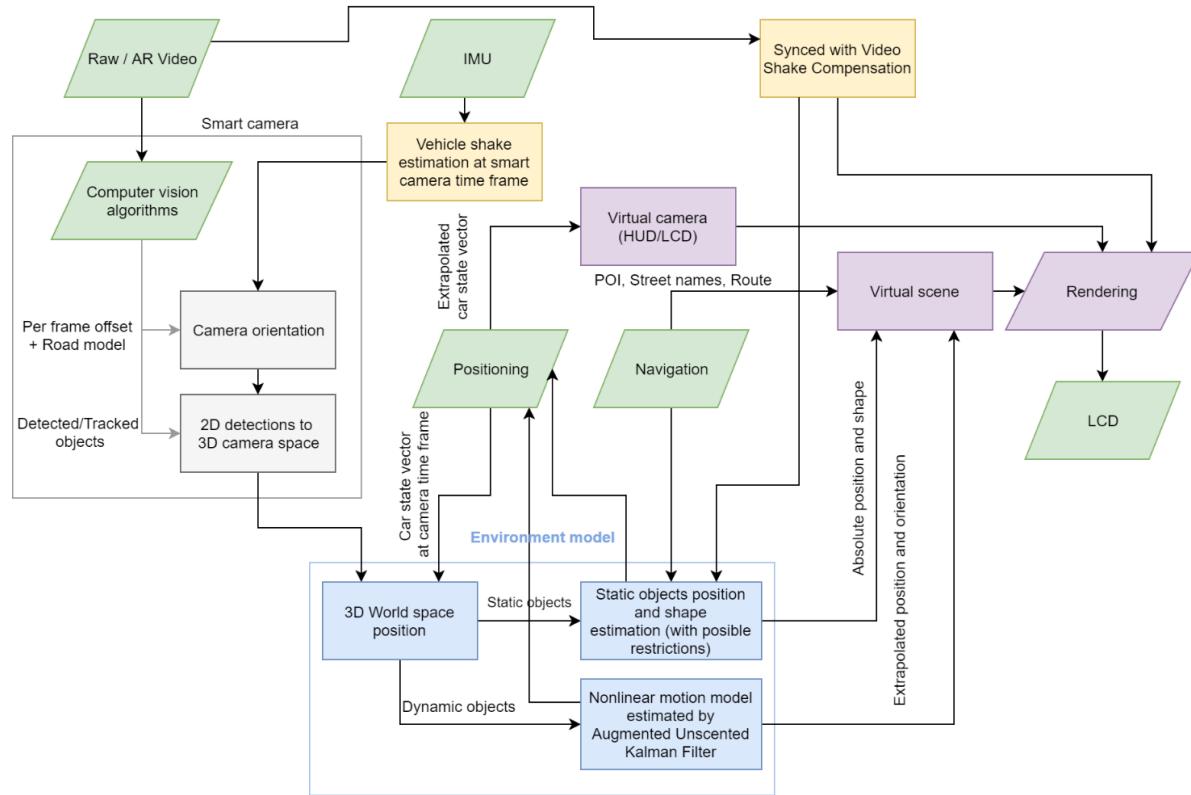 Raw / AR Video
IMU
Synced with Video
Shake Compensation
Smart camera
Vehicle shake
estimation at smart
camera time frame
Computer vision
algorithms
Virtual camera
(HUD/LCD)
Extrapolated
car state vector
POI, Street names, Route
Virtual scene
Rendering
Per frame offset
+ Road model
Camera orientation
Positioning
Navigation
LCD
Detected/Tracked
objects
2D detections to
3D camera space
Car state vector
at camera time frame
Absolute position and shape
Extrapolated position and orientation
Environment model
3D World space
position
Static objects
Static objects position
and shape
estimation (with posible
restrictions)
Dynamic objects
Nonlinear motion model
estimated by
Augmented Unscented
Kalman Filter